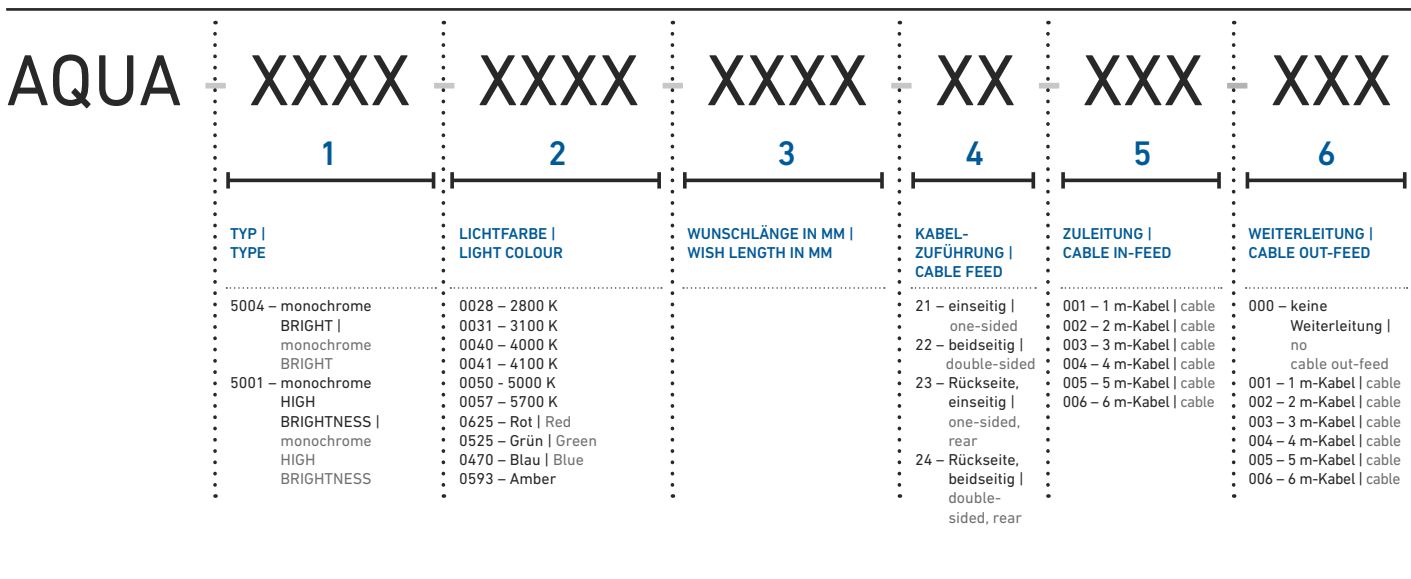 AQUA - XXXX - XXXX - XXXX - XX - XXX - XXX
1 2 3 4 5 6
TYP |
TYPE
5004 – monochrome
BRIGHT |
monochrome
BRIGHT
5001 – monochrome
HIGH
BRIGHTNESS |
monochrome
HIGH
BRIGHTNESS
LICHTFARBE |
LIGHT COLOUR
0028 – 2800 K
0031 – 3100 K
0040 – 4000 K
0041 – 4100 K
0050 - 5000 K
0057 – 5700 K
0625 – Rot | Red
0525 – Grün | Green
0470 – Blau | Blue
0593 – Amber
WUNSCHLÄNGE IN MM |
WISH LENGTH IN MM
KABEL-
ZUFÜHRUNG |
CABLE FEED
21 – einseitig |
one-sided
22 – beidseitig |
double-sided
23 – Rückseite,
einseitig |
one-sided,
rear
24 – Rückseite,
beidseitig |
double-
sided, rear
ZULEITUNG |
CABLE IN-FEED
001 – 1 m-Kabel | cable
002 – 2 m-Kabel | cable
003 – 3 m-Kabel | cable
004 – 4 m-Kabel | cable
005 – 5 m-Kabel | cable
006 – 6 m-Kabel | cable
WEITERLEITUNG |
CABLE OUT-FEED
000 – keine
Weiterleitung |
no
cable out-feed
001 – 1 m-Kabel | cable
002 – 2 m-Kabel | cable
003 – 3 m-Kabel | cable
004 – 4 m-Kabel | cable
005 – 5 m-Kabel | cable
006 – 6 m-Kabel | cable